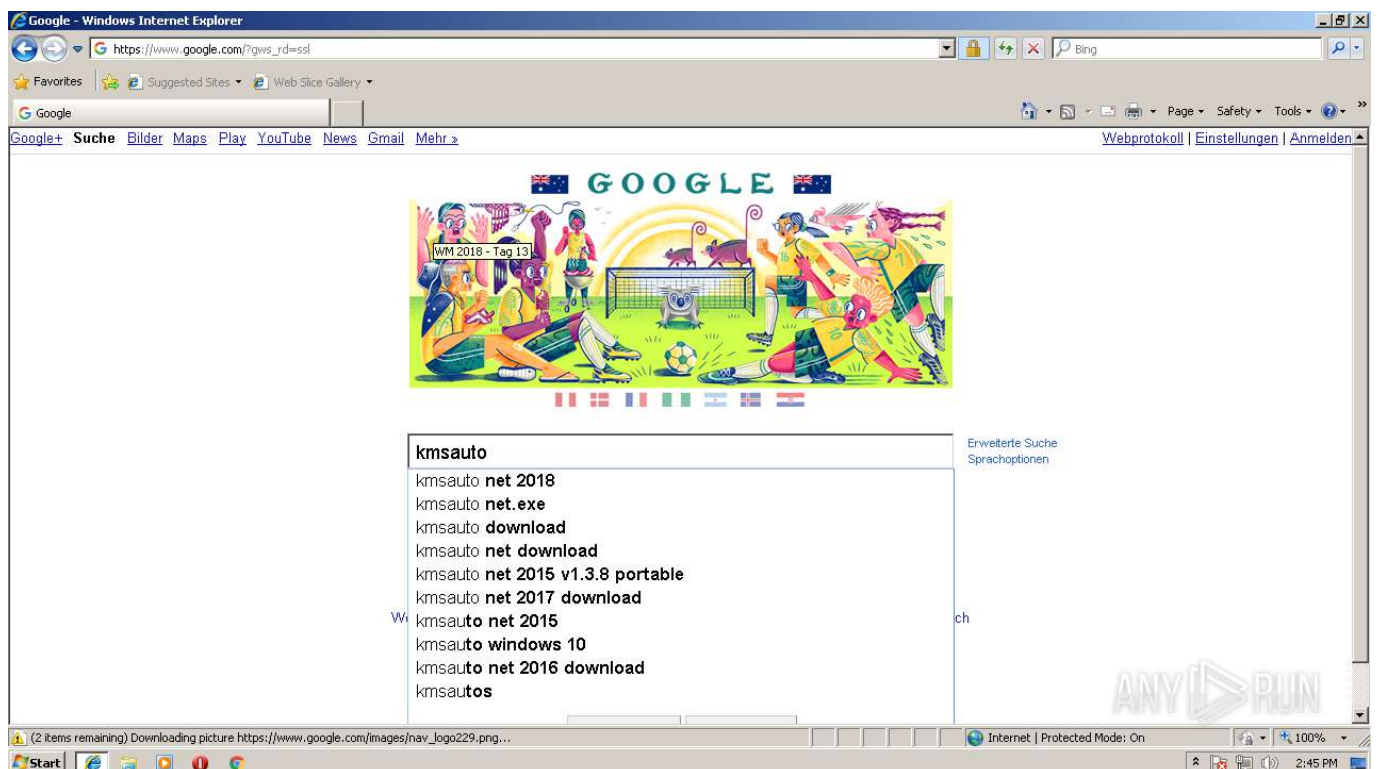 Google - Windows Internet Explorer
https://www.google.com/?gws_rd=ssl
Bing
Favorites Suggested Sites Web Slice Gallery
Google
Page Safety Tools »
Google+ Suche Bilder Maps Play YouTube News Gmail Mehr »
Webprotokoll | Einstellungen | Anmelden
GOOGLE
WM 2018 - Tag 13
kmsauto
Erweiterte Suche
Sprachoptionen
kmsauto net 2018
kmsauto net.exe
kmsauto download
kmsauto net download
kmsauto net 2015 v1.3.8 portable
kmsauto net 2017 download
kmsauto net 2015
kmsauto windows 10
kmsauto net 2016 download
kmsautos
ANY RUN
(2 items remaining) Downloading picture https://www.google.com/images/nav_logo229.png...
Internet | Protected Mode: On
100%
Start
2:45 PM